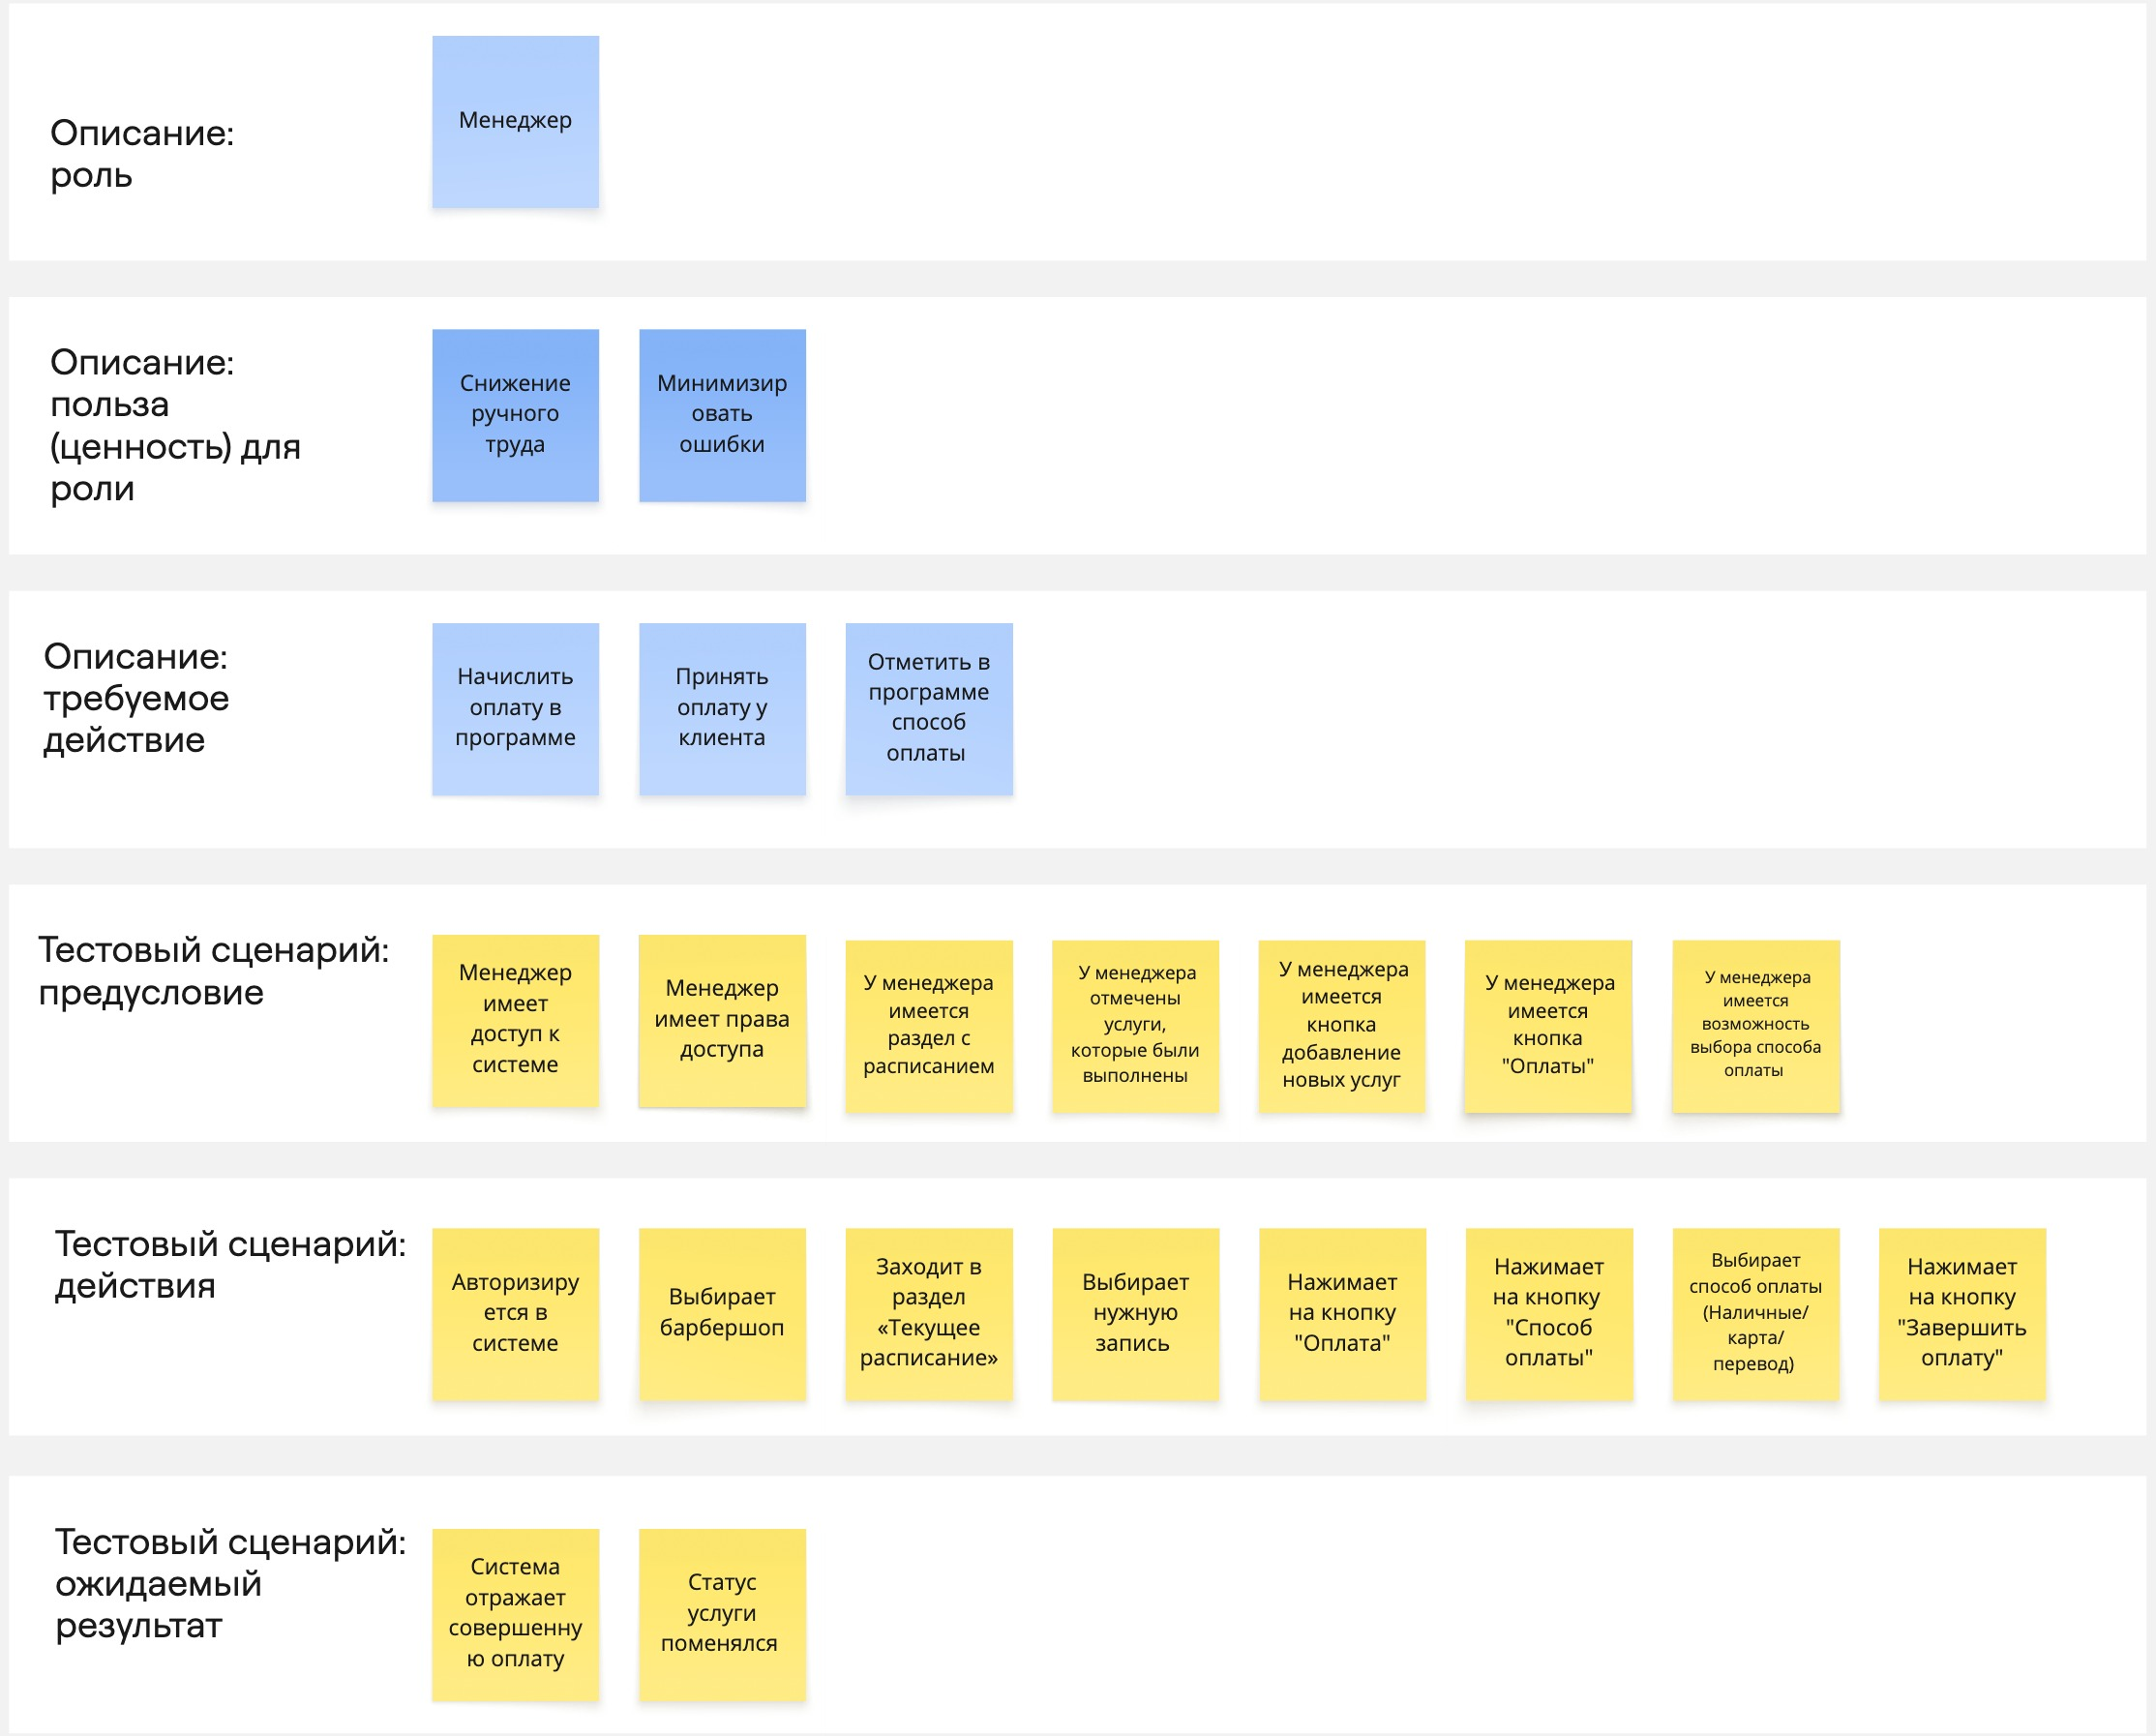 Описание:
роль
Менеджер
Описание:
польза
(ценность) для
роли
Снижение
ручного
труда
Минимизир
овать
ошибки
Описание:
требуемое
действие
Начислить
оплату в
программе
Принять
оплату у
клиента
Отметить в
программе
способ
оплаты
Тестовый сценарий:
предусловие
Менеджер
имеет
доступ к
системе
Менеджер
имеет права
доступа
У менеджера
имеется
раздел с
расписанием
У менеджера
отмечены
услуги,
которые были
выполнены
У менеджера
имеется
кнопка
добавление
новых услуг
У менеджера
имеется
кнопка
"Оплаты"
У менеджера
имеется
возможность
выбора способа
оплаты
Тестовый сценарий:
действия
Авторизиру
ется в
системе
Выбирает
барбершоп
Заходит в
раздел
«Текущее
расписание»
Выбирает
нужную
запись
Нажимает
на кнопку
"Оплата"
Нажимает
на кнопку
"Способ
оплаты"
Выбирает
способ оплаты
(Наличные/
карта/
перевод)
Нажимает
на кнопку
"Завершить
оплату"
Тестовый сценарий:
ожидаемый
результат
Система
отражает
совершенну
ю оплату
Статус
услуги
поменялся